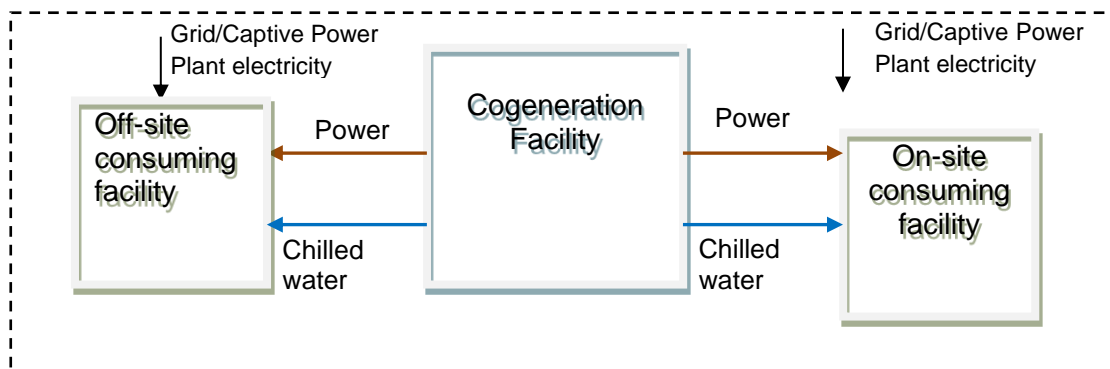 Grid/Captive Power
Plant electricity
Off-site
consuming
facility
Power
Chilled
water
Cogeneration
Facility
Power
Chilled
water
Grid/Captive Power
Plant electricity
On-site
consuming
facility